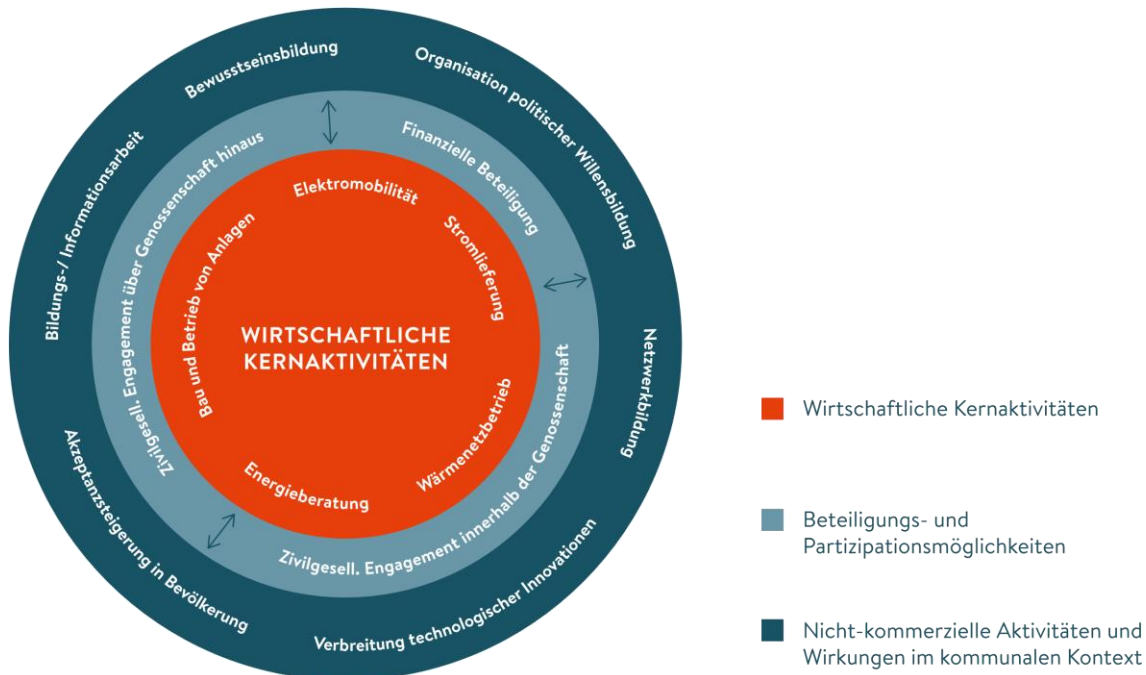 Bewusstseinsbildung
Organisation politischer Willensbildung
Netzwerkbildung
Verbreitung technologischer Innovationen
Akzeptanzsteigerung in Bevölkerung
Bildungs-/ Informationsarbeit
Zivilgesell. Engagement über Genossenschaft hinaus
Finanzielle Beteiligung
Zivilgesell. Engagement innerhalb der Genossenschaft
Elektromobilität
Stromlieferung
Wärmenetzbetrieb
Energieberatung
Bau und Betrieb von Anlagen
WIRTSCHAFTLICHE
KERNAKTIVITÄTEN
Wirtschaftliche Kernaktivitäten
Beteiligungs- und
Partizipationsmöglichkeiten
Nicht-kommerzielle Aktivitäten und
Wirkungen im kommunalen Kontext